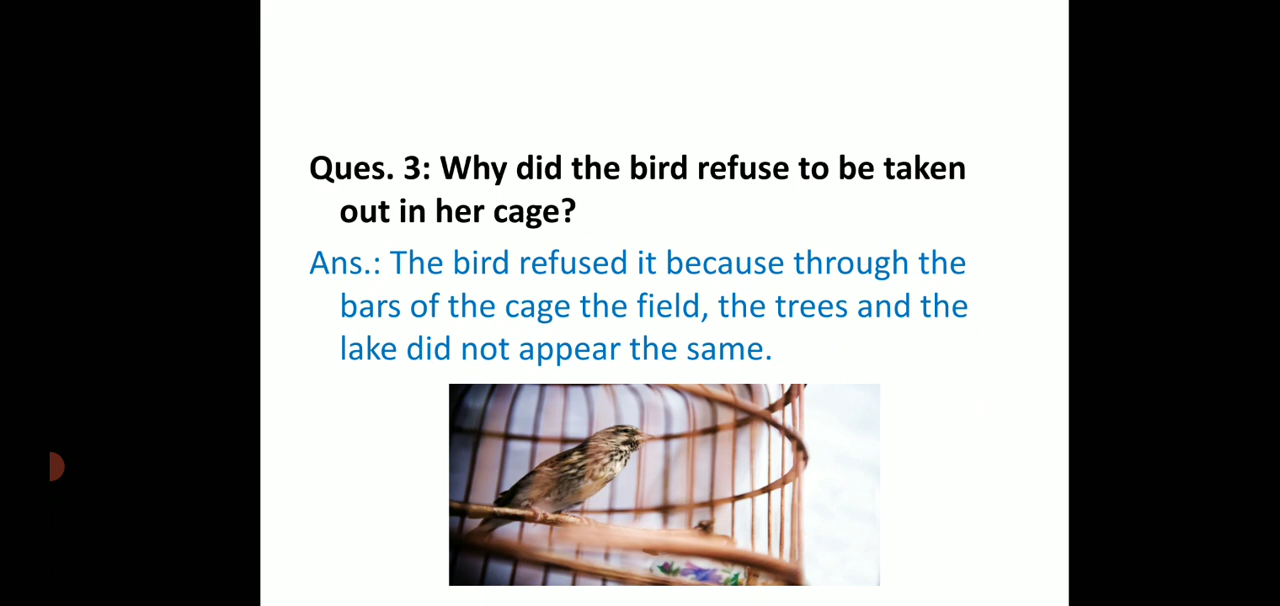 Ques. 3: Why did the bird refuse to be taken
out in her cage?
Ans.: The bird refused it because through the
bars of the cage the field, the trees and the
lake did not appear the same.